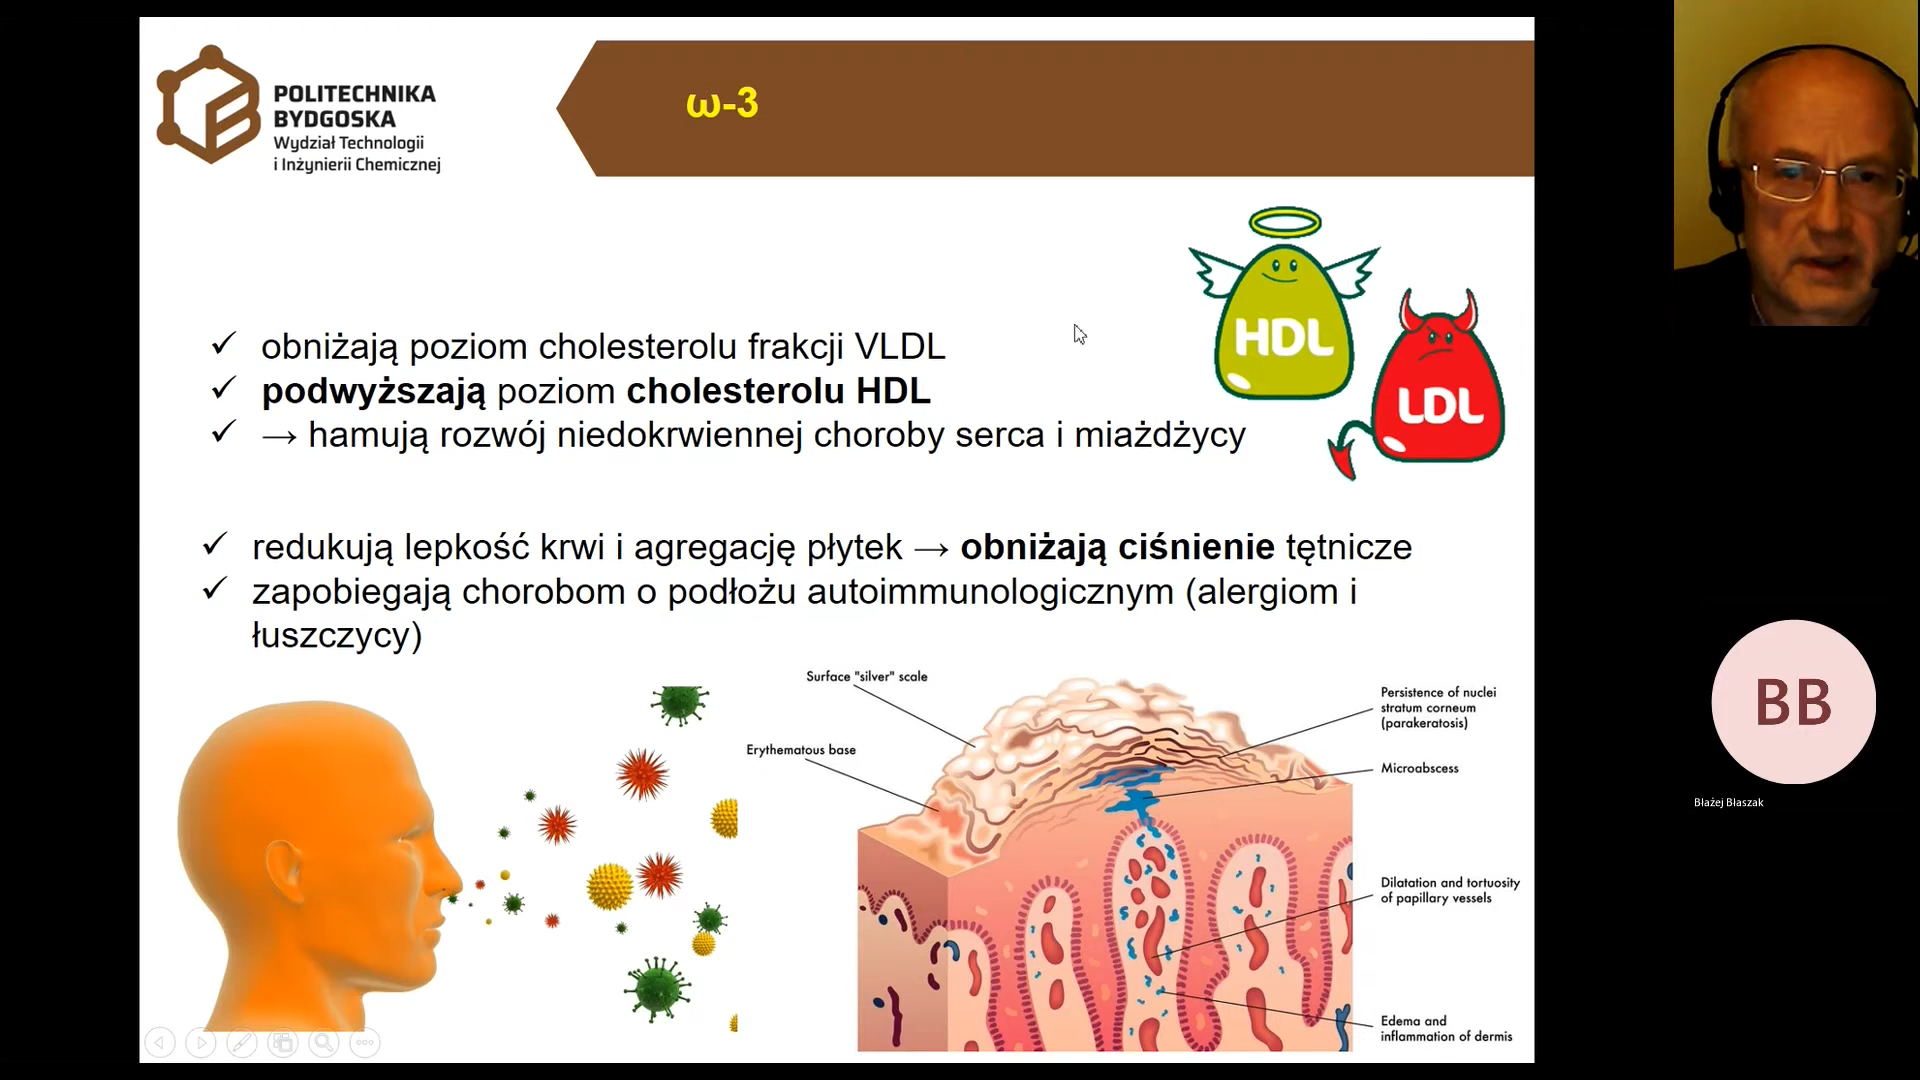 POLITECHNIKA
BYDGOSKA
Wydział Technologii
i Inżynierii Chemicznej
ω-3
HDL
LDL
✓ obniżają poziom cholesterolu frakcji VLDL
✓ podwyższają poziom cholesterolu HDL
✓ → hamują rozwój niedokrwiennej choroby serca i miażdżycy
✓ redukują lepkość krwi i agregację płytek → obniżają ciśnienie tętnicze
✓ zapobiegają chorobom o podłożu autoimmunologicznym (alergiom i
łuszczycy)
Surface "silver" scale
Erythematous base
Persistence of nuclei
stratum corneum
(parakeratosis)
Microabscess
Dilatation and tortuosity
of papillary vessels
Edema and
inflammation of dermis
BB
Błażej Błaszak